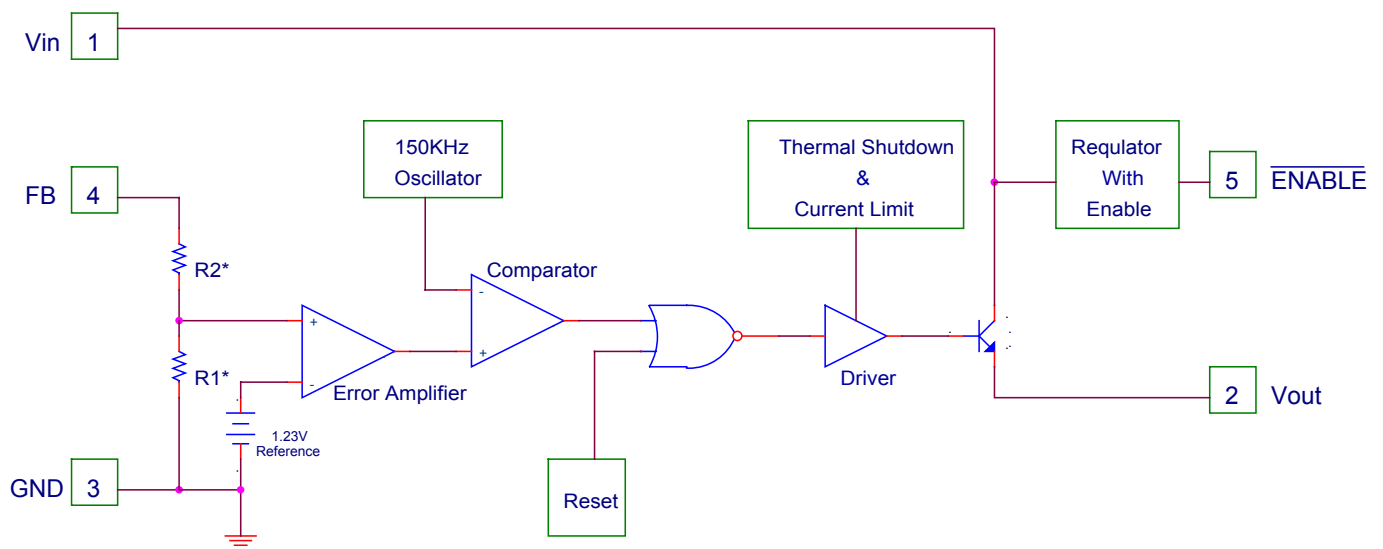 Vin 1
150KHz
Oscillator
Thermal Shutdown
&
Current Limit
Requlator
With
Enable
5 ENABLE
FB 4
R2*
Comparator
-
+
+
-
R1*
Error Amplifier
Driver
2 Vout
1.23V
Reference
GND 3
Reset